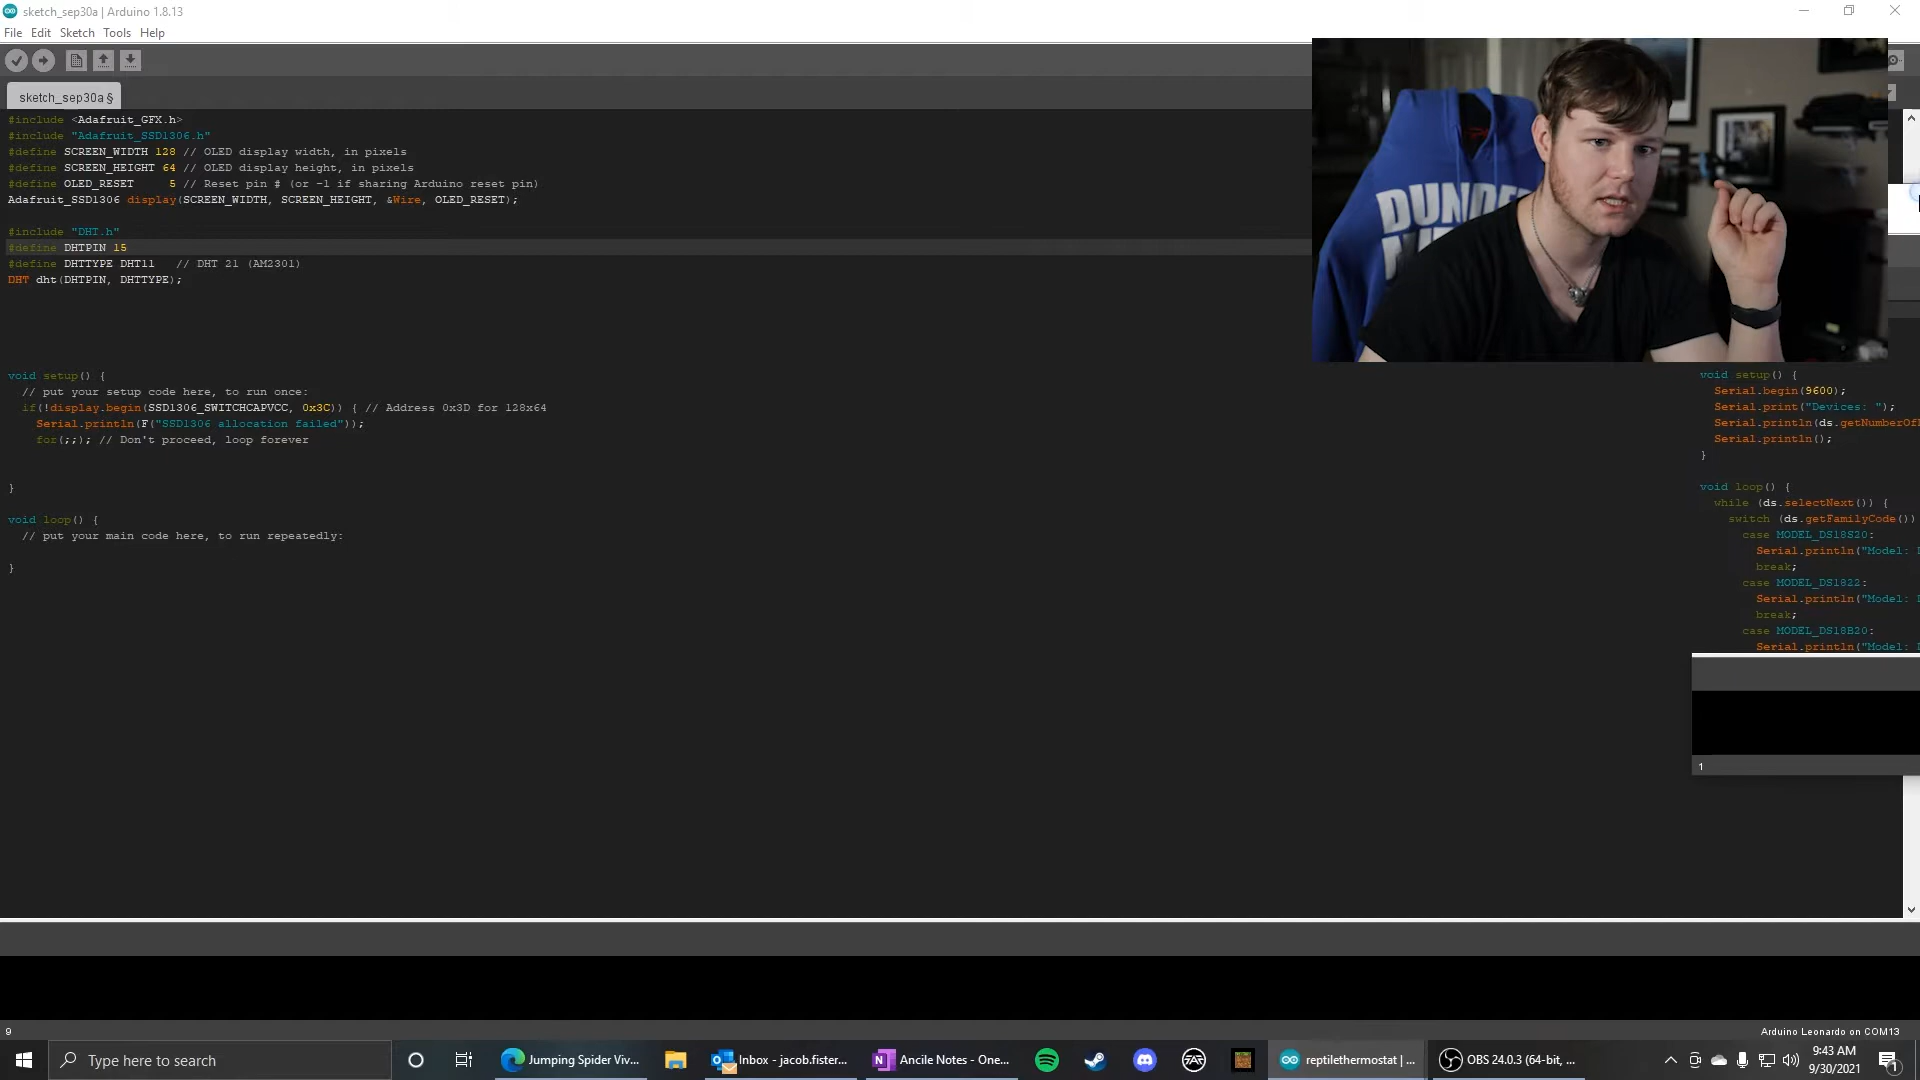 sketch_sep30a | Arduino 1.8.13
File Edit Sketch Tools Help
sketch_sep30a §
#include <Adafruit_GFX.h>
#include "Adafruit_SSD1306.h"
#define SCREEN_WIDTH 128 // OLED display width, in pixels
#define SCREEN_HEIGHT 64 // OLED display height, in pixels
#define OLED_RESET     5 // Reset pin # (or -1 if sharing Arduino reset pin)
Adafruit_SSD1306 display(SCREEN_WIDTH, SCREEN_HEIGHT, &Wire, OLED_RESET);
#include "DHT.h"
#define DHTPIN 15
#define DHTTYPE DHT11   // DHT 21 (AM2301)
DHT dht(DHTPIN, DHTTYPE);
void setup() {
// put your setup code here, to run once:
if(!display.begin(SSD1306_SWITCHCAPVCC, 0x3C)) { // Address 0x3D for 128x64
Serial.println(F("SSD1306 allocation failed"));
for(;;); // Don't proceed, loop forever
}
void loop() {
// put your main code here, to run repeatedly:
}
DUNDE
void setup() {
Serial.begin(9600);
Serial.print("Devices: ");
Serial.println(ds.getNumberOf
Serial.println();
}
void loop() {
while (ds.selectNext()) {
switch (ds.getFamilyCode())
case MODEL_DS18S20:
Serial.println("Model:
break;
case MODEL_DS1822:
Serial.println("Model:
break;
case MODEL_DS18B20:
Serial.println("Model:
1
9
Arduino Leonardo on COM13
Type here to search
Jumping Spider Viv...
Inbox - jacob.fister...
Ancile Notes - One...
reptilethermostat | ...
OBS 24.0.3 (64-bit, ...
9:43 AM
9/30/2021
1